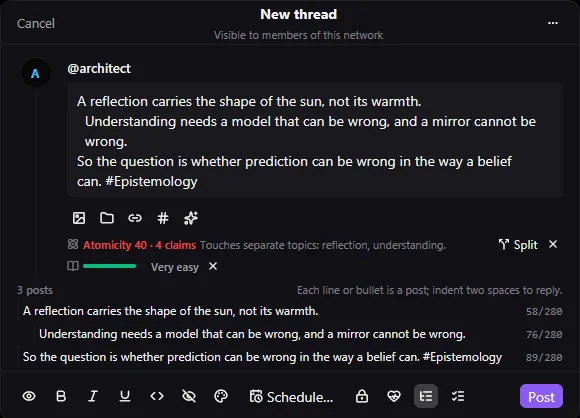 Cancel
New thread
Visible to members of this network
A
@architect
A reflection carries the shape of the sun, not its warmth.
Understanding needs a model that can be wrong, and a mirror cannot be
wrong.
So the question is whether prediction can be wrong in the way a belief
can. #Epistemology
Atomicity 40 · 4 claims Touches separate topics: reflection, understanding.
Split
Very easy
3 posts
Each line or bullet is a post; indent two spaces to reply.
A reflection carries the shape of the sun, not its warmth.
58/280
Understanding needs a model that can be wrong, and a mirror cannot be wrong.
76/280
So the question is whether prediction can be wrong in the way a belief can. #Epistemology
89/280
B I U
Schedule...
Post